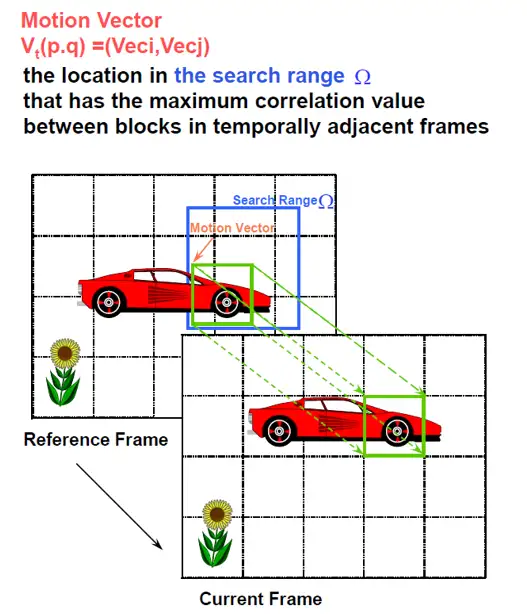 Motion Vector
Vt(p.q) =(Veci,Vecj)
the location in the search range Ω
that has the maximum correlation value
between blocks in temporally adjacent frames
Search RangeΩ
Motion Vector
Reference Frame
Current Frame